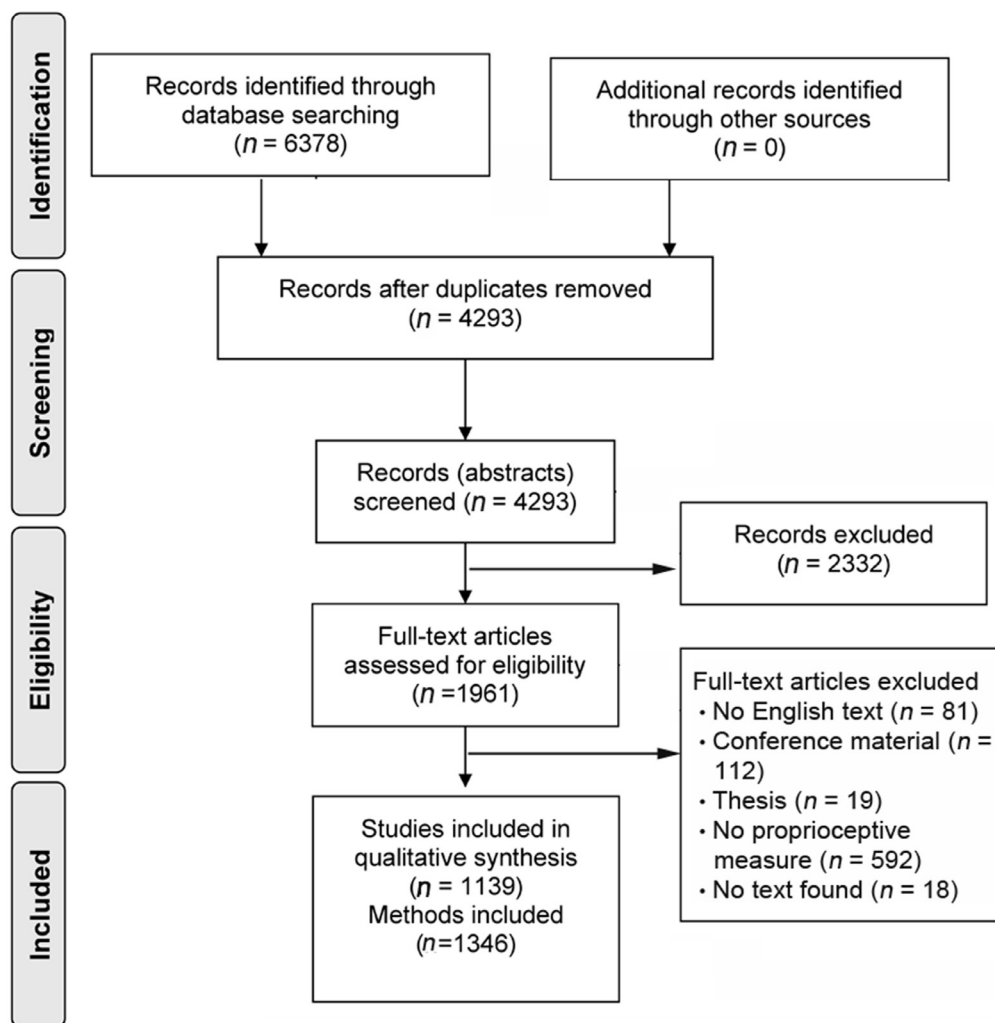 Identification
Records identified through
database searching
(n = 6378)
Additional records identified
through other sources
(n = 0)
Screening
Records after duplicates removed
(n = 4293)
Records (abstracts)
screened (n = 4293)
Records excluded
(n = 2332)
Eligibility
Full-text articles
assessed for eligibility
(n =1961)
Full-text articles excluded
• No English text (n = 81)
• Conference material (n =
112)
• Thesis (n = 19)
• No proprioceptive
measure (n = 592)
• No text found (n = 18)
Included
Studies included in
qualitative synthesis
(n = 1139)
Methods included
(n=1346)